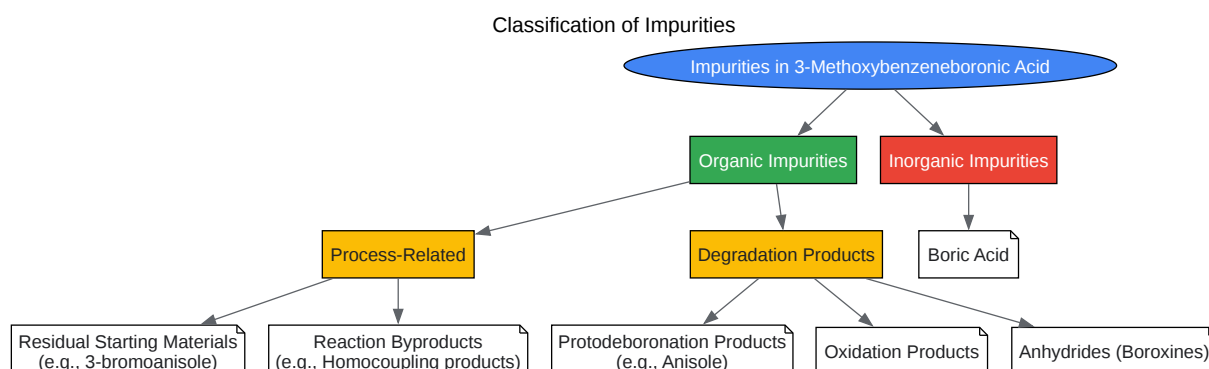 Classification of Impurities
Impurities in 3-Methoxybenzeneboronic Acid
Organic Impurities
Inorganic Impurities
Process-Related
Degradation Products
Boric Acid
Residual Starting Materials
(e.g., 3-bromoanisole)
Reaction Byproducts
(e.g., Homocoupling products)
Protodeboronation Products
(e.g., Anisole)
Oxidation Products
Anhydrides (Boroxines)